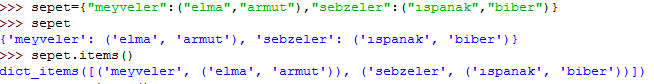 >>> sepet={"meyveler":("elma","armut"),"sebzeler":("ıspanak","biber")}
>>> sepet
{'meyveler': ('elma', 'armut'), 'sebzeler': ('ıspanak', 'biber')}
>>> sepet.items()
dict_items([('meyveler', ('elma', 'armut')), ('sebzeler', ('ıspanak', 'biber'))])